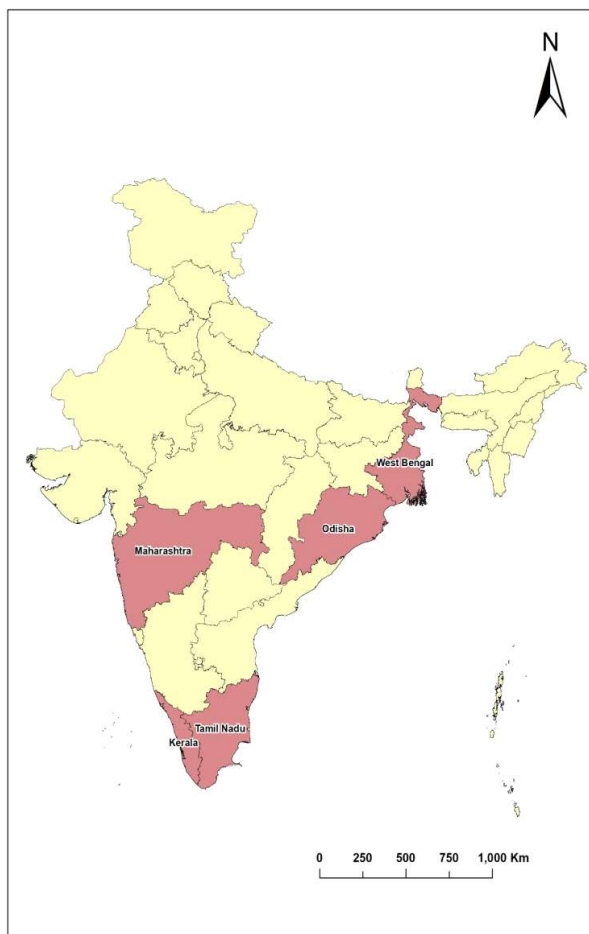 N
West Bengal
Odisha
Maharashtra
Tamil Nadu
Kerala
0 250 500 750 1,000 Km